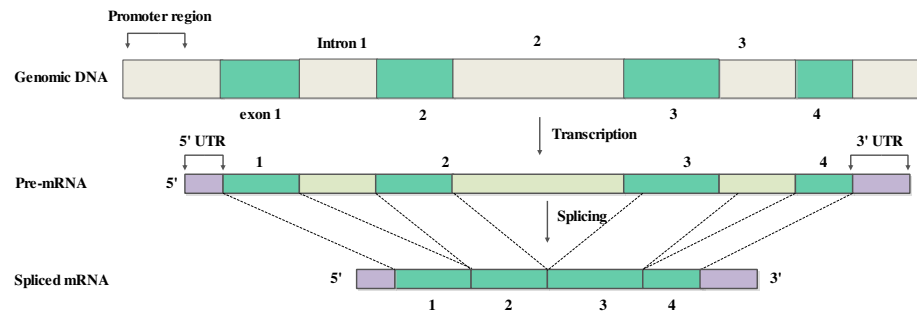 Promoter region
Intron 1 2 3
Genomic DNA
exon 1 2 3 4
Transcription
5' UTR 3' UTR
1 2 3 4
Pre-mRNA 5'
Splicing
Spliced mRNA 5' 3'
1 2 3 4